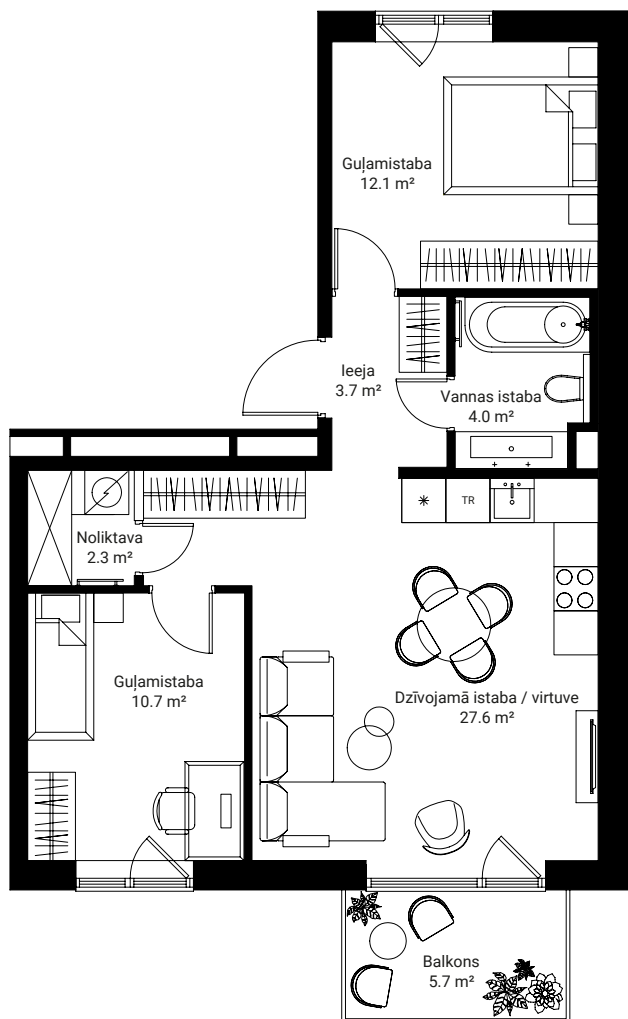 Guļamistaba
12.1 m²
Ieeja
3.7 m²
Vannas istaba
4.0 m²
TR
Noliktava
2.3 m²
Guļamistaba
10.7 m²
Dzīvojamā istaba / virtuve
27.6 m²
Balkons
5.7 m²